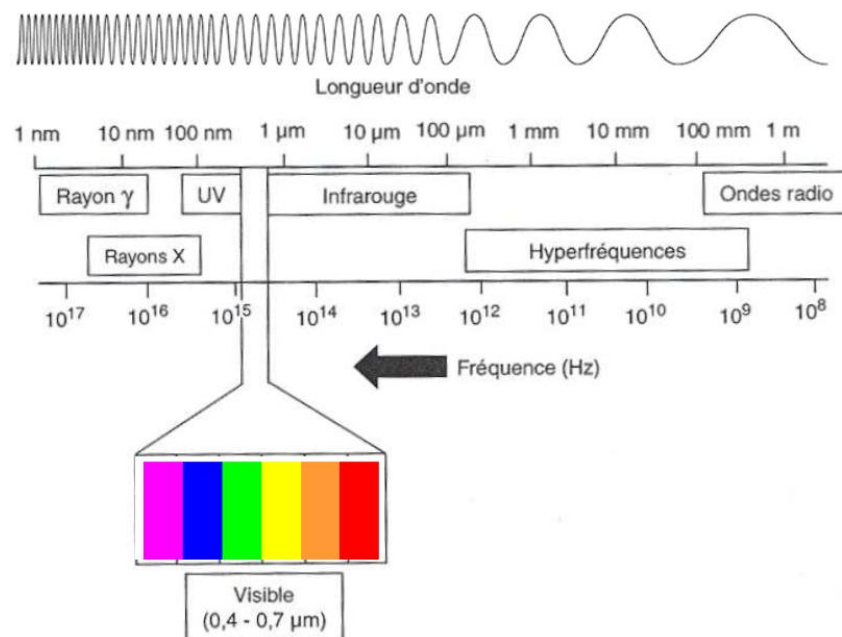 Longueur d'onde
1 nm 10 nm 100 nm 1 µm 10 µm 100 µm 1 mm 10 mm 100 mm 1 m
Rayon γ UV Infrarouge Ondes radio
Rayons X Hyperfréquences
10¹⁷ 10¹⁶ 10¹⁵ 10¹⁴ 10¹³ 10¹² 10¹¹ 10¹⁰ 10⁹ 10⁸
Fréquence (Hz)
Visible
(0,4 - 0,7 µm)